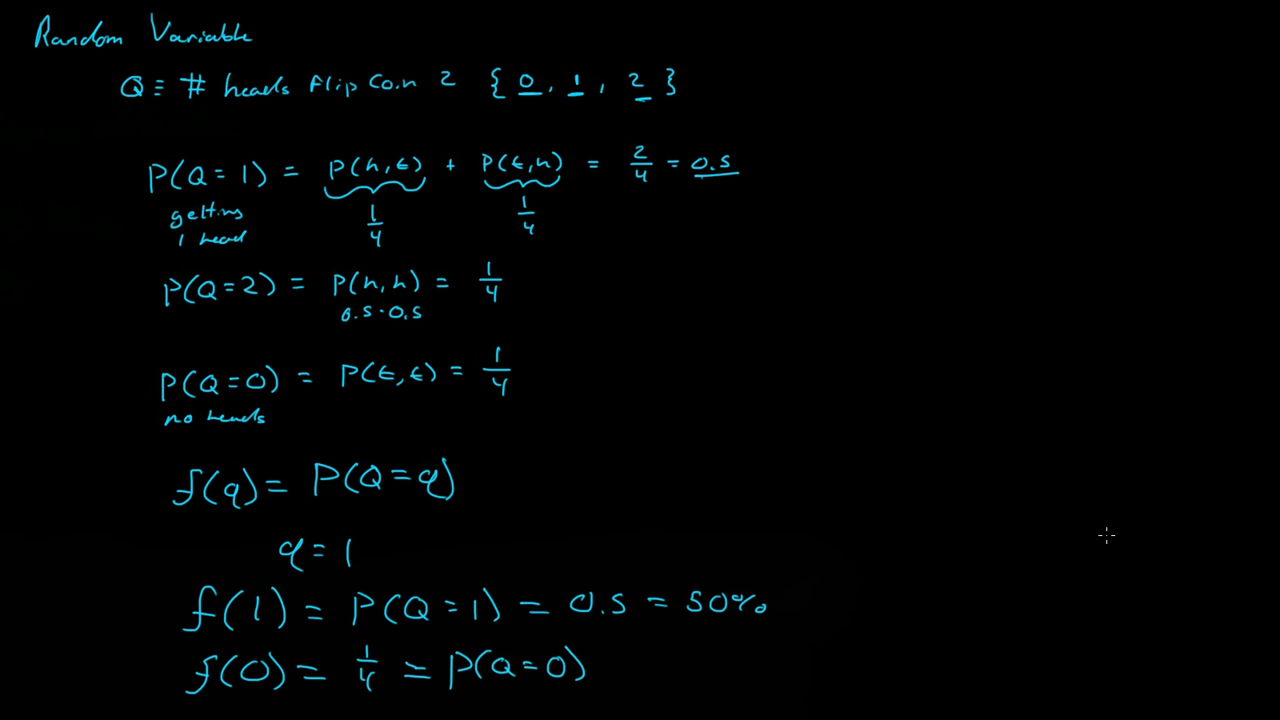 Random Variable
Q ≡ # heads flip coin 2 { 0, 1, 2 }
P(Q = 1) = P(h, t) + P(t, h) = 2/4 = 0.5
getting 1/4 1/4
1 head
P(Q = 2) = P(h, h) = 1/4
0.5 · 0.5
P(Q = 0) = P(t, t) = 1/4
no heads
f(q) = P(Q = q)
q = 1
f(1) = P(Q = 1) = 0.5 = 50%
f(0) = 1/4 = P(Q = 0)